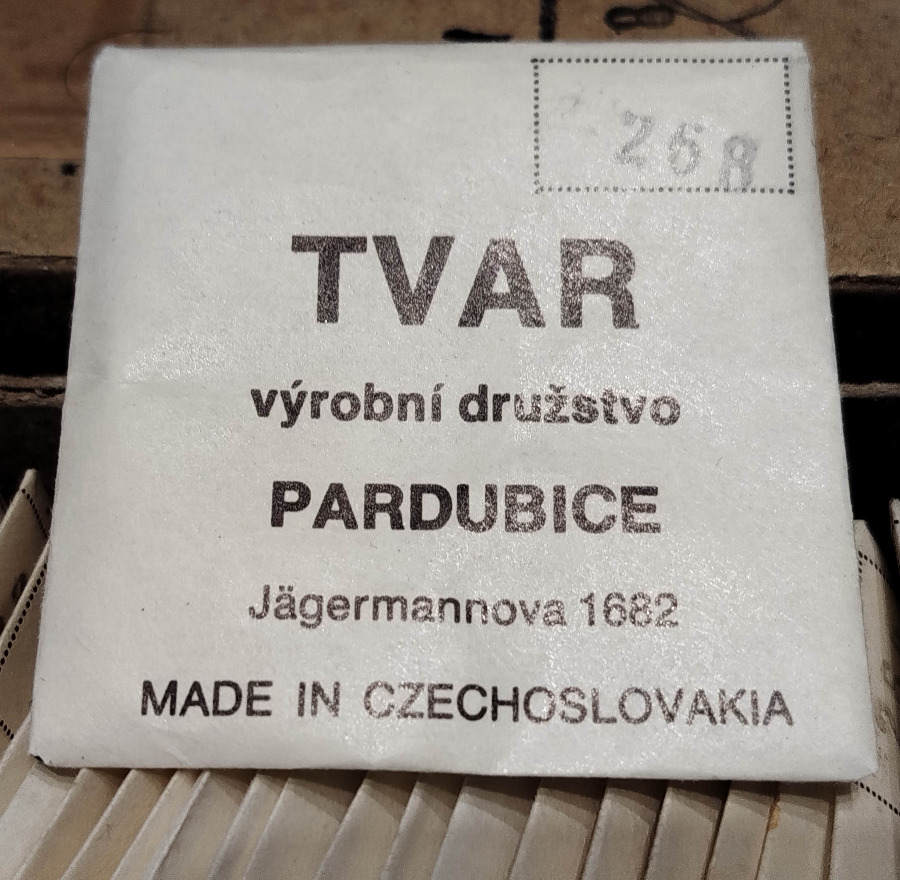 268
TVAR
výrobní družstvo
PARDUBICE
Jägermannova 1682
MADE IN CZECHOSLOVAKIA